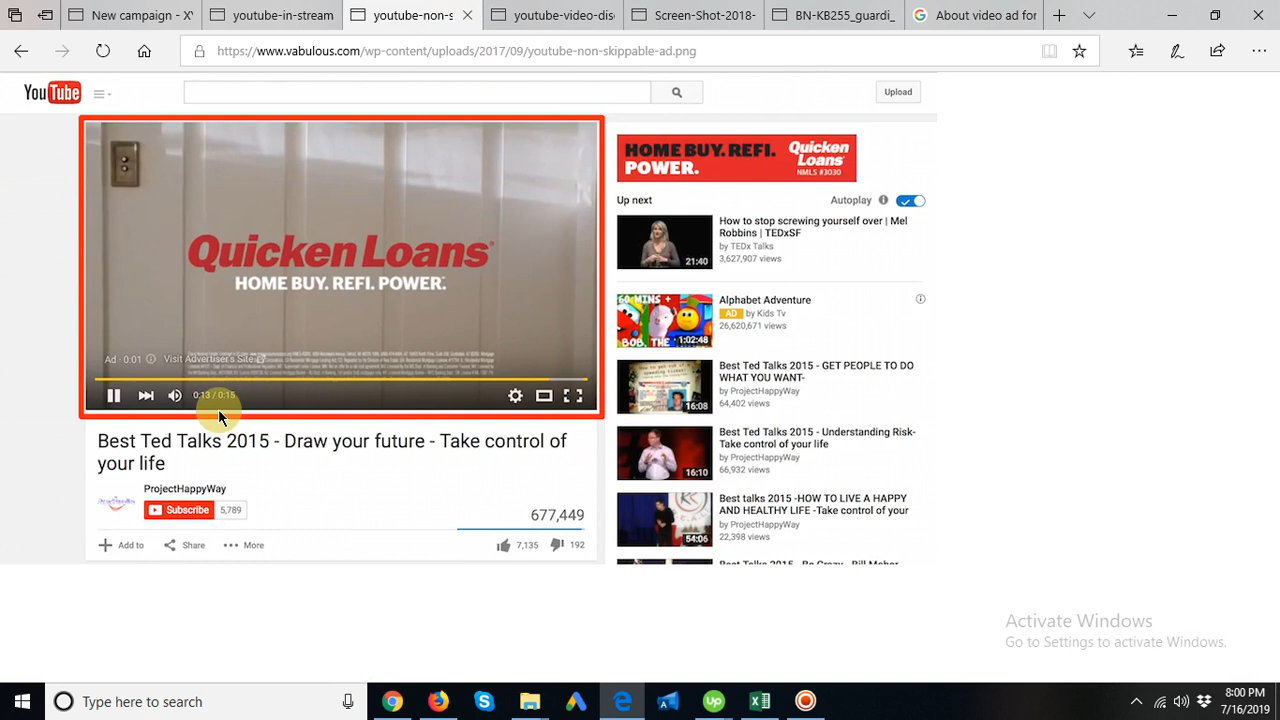 campaign
youtube-non
youtube-non
youtube-video-dis
Screen-Shot-2018-
BN-KB255_guardi_
About video ad for
https://www.vabulous.com/wp-content/uploads/2017/09/youtube-non-skippable-ad.png
YouTube
Upload
Quicken Loans
HOME BUY. REFI. POWER.
Ad · 0:01
Visit Advertiser's Site
0:13 / 0:15
Best Ted Talks 2015 - Draw your future - Take control of
your life
ProjectHappyWay
Subscribe
5,789
677,449
Add to
Share
More
7,135
192
HOME BUY. REFI.
POWER.
Quicken
Loans
NMLS #3030
Up next
Autoplay
How to stop screwing yourself over | Mel
Robbins | TEDxSF
by TEDx Talks
3,627,907 views
21:40
Alphabet Adventure
AD by Kids Tv
26,620,671 views
60 MINS +
1:02:48
Best Ted Talks 2015 - GET PEOPLE TO DO
WHAT YOU WANT-
by ProjectHappyWay
64,402 views
16:08
Best Ted Talks 2015 - Understanding Risk-
Take control of your life
by ProjectHappyWay
66,932 views
16:10
Best talks 2015 -HOW TO LIVE A HAPPY
AND HEALTHY LIFE -Take control of your
by ProjectHappyWay
22,398 views
54:06
Activate Windows
Go to Settings to activate Windows.
Type here to search
8:00 PM
7/16/2019